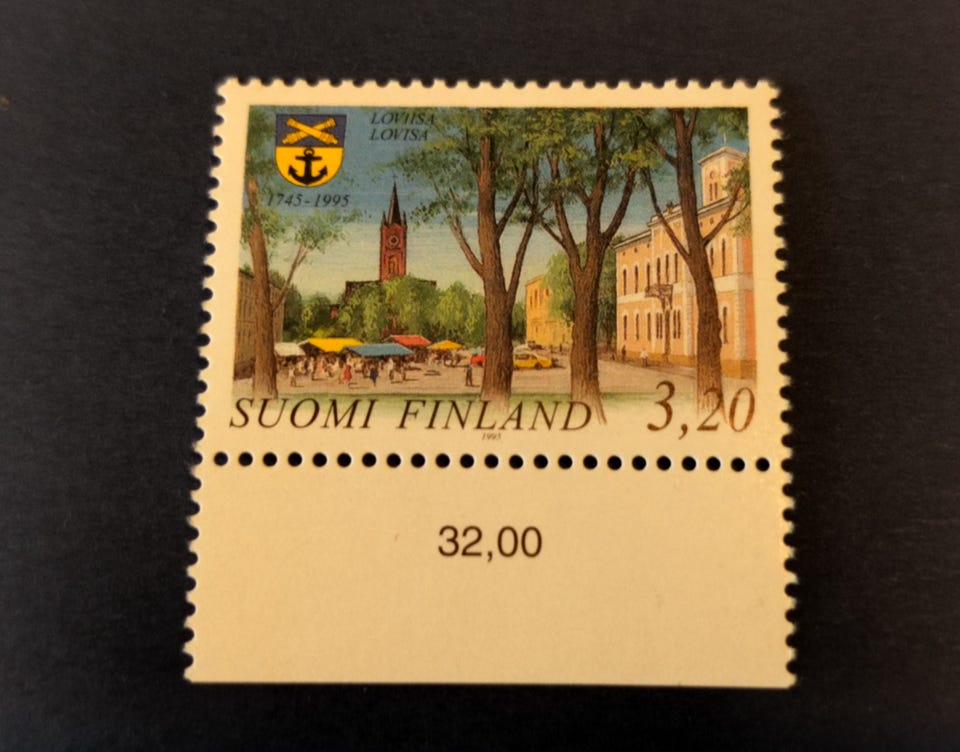 LOVIISA
LOVISA
1745-1995
SUOMI FINLAND 3,20
1995
32,00